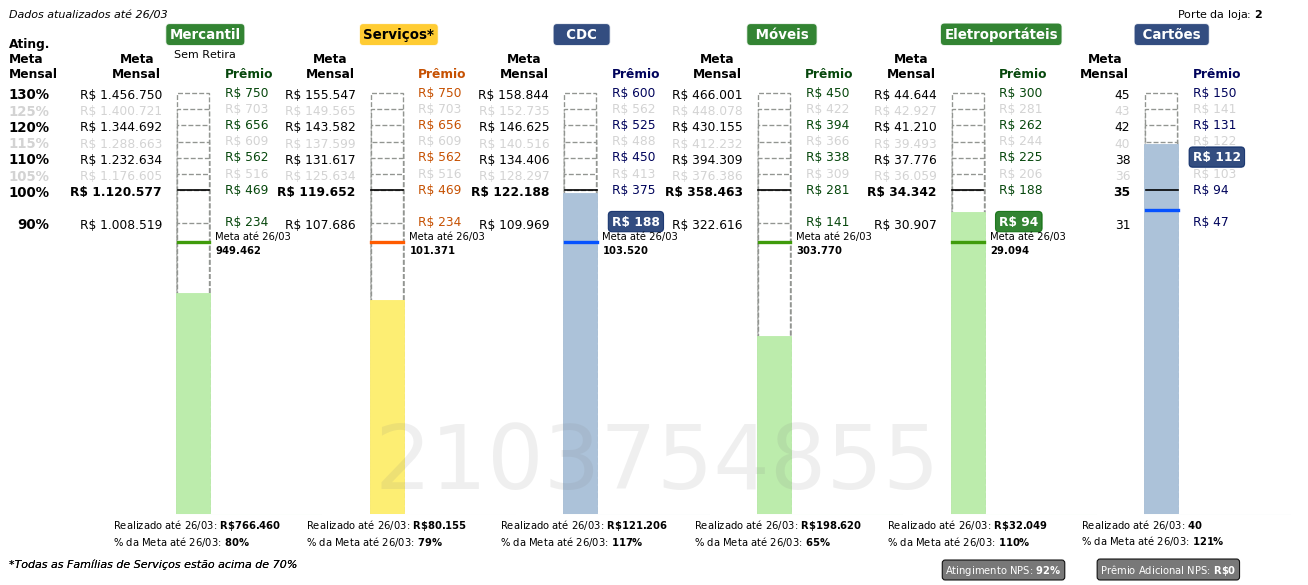 Dados atualizados até 26/03 Porte da loja: 2
Mercantil Serviços* CDC Móveis Eletroportáteis Cartões
Sem Retira
Ating. Meta Mensal Meta Mensal Prêmio Meta Mensal Prêmio Meta Mensal Prêmio Meta Mensal Prêmio Meta Mensal Prêmio Meta Mensal Prêmio
130% R$ 1.456.750 R$ 750 R$ 155.547 R$ 750 R$ 158.844 R$ 600 R$ 466.001 R$ 450 R$ 44.644 R$ 300 45 R$ 150
125% R$ 1.400.721 R$ 703 R$ 149.565 R$ 703 R$ 152.735 R$ 562 R$ 448.078 R$ 422 R$ 42.927 R$ 281 43 R$ 141
120% R$ 1.344.692 R$ 656 R$ 143.582 R$ 656 R$ 146.625 R$ 525 R$ 430.155 R$ 394 R$ 41.210 R$ 262 42 R$ 131
115% R$ 1.288.663 R$ 609 R$ 137.599 R$ 609 R$ 140.516 R$ 488 R$ 412.232 R$ 366 R$ 39.493 R$ 244 40 R$ 122
110% R$ 1.232.634 R$ 562 R$ 131.617 R$ 562 R$ 134.406 R$ 450 R$ 394.309 R$ 338 R$ 37.776 R$ 225 38 R$ 112
105% R$ 1.176.605 R$ 516 R$ 125.634 R$ 516 R$ 128.297 R$ 413 R$ 376.386 R$ 309 R$ 36.059 R$ 206 36 R$ 103
100% R$ 1.120.577 R$ 469 R$ 119.652 R$ 469 R$ 122.188 R$ 375 R$ 358.463 R$ 281 R$ 34.342 R$ 188 35 R$ 94
90% R$ 1.008.519 R$ 234 R$ 107.686 R$ 234 R$ 109.969 R$ 188 R$ 322.616 R$ 141 R$ 30.907 R$ 94 31 R$ 47
Meta até 26/03 Meta até 26/03 Meta até 26/03 Meta até 26/03 Meta até 26/03
949.462 101.371 103.520 303.770 29.094
2103754855
Realizado até 26/03: R$766.460 Realizado até 26/03: R$80.155 Realizado até 26/03: R$121.206 Realizado até 26/03: R$198.620 Realizado até 26/03: R$32.049 Realizado até 26/03: 40
% da Meta até 26/03: 80% % da Meta até 26/03: 79% % da Meta até 26/03: 117% % da Meta até 26/03: 65% % da Meta até 26/03: 110% % da Meta até 26/03: 121%
*Todas as Famílias de Serviços estão acima de 70% Atingimento NPS: 92% Prêmio Adicional NPS: R$0